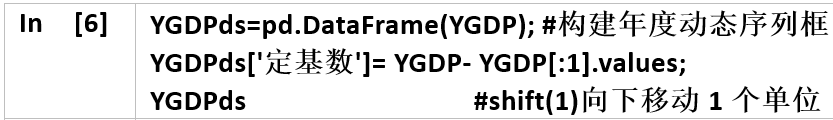 In [6] YGDPds=pd.DataFrame(YGDP); #构建年度动态序列框
YGDPds['定基数']= YGDP- YGDP[:1].values;
YGDPds #shift(1)向下移动 1 个单位